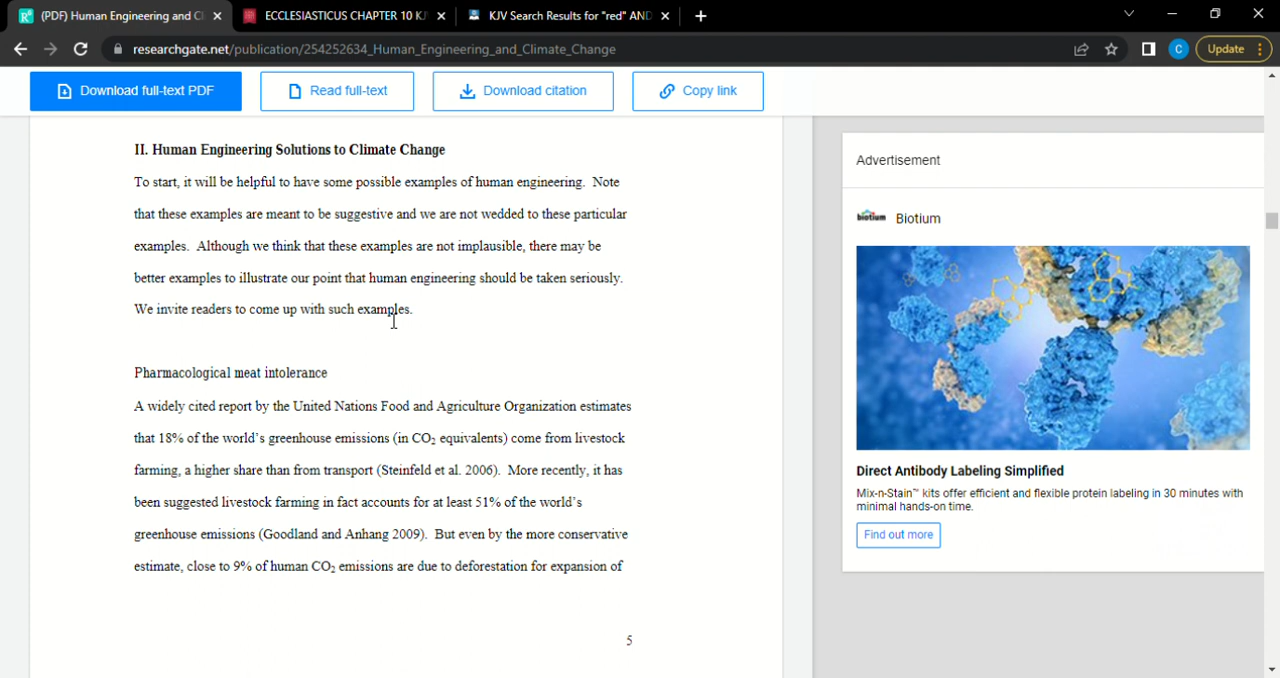 (PDF) Human Engineering and Cl
ECCLESIASTICUS CHAPTER 10 KJ
KJV Search Results for "red" AND
Update
C
researchgate.net/publication/254252634_Human_Engineering_and_Climate_Change
Download full-text PDF
Read full-text
Download citation
Copy link
II. Human Engineering Solutions to Climate Change
To start, it will be helpful to have some possible examples of human engineering. Note
that these examples are meant to be suggestive and we are not wedded to these particular
examples. Although we think that these examples are not implausible, there may be
better examples to illustrate our point that human engineering should be taken seriously.
We invite readers to come up with such examples.
Pharmacological meat intolerance
A widely cited report by the United Nations Food and Agriculture Organization estimates
that 18% of the world’s greenhouse emissions (in CO₂ equivalents) come from livestock
farming, a higher share than from transport (Steinfeld et al. 2006). More recently, it has
been suggested livestock farming in fact accounts for at least 51% of the world’s
greenhouse emissions (Goodland and Anhang 2009). But even by the more conservative
estimate, close to 9% of human CO₂ emissions are due to deforestation for expansion of
5
Advertisement
biotium
Biotium
Direct Antibody Labeling Simplified
Mix-n-Stain™ kits offer efficient and flexible protein labeling in 30 minutes with
minimal hands-on time.
Find out more